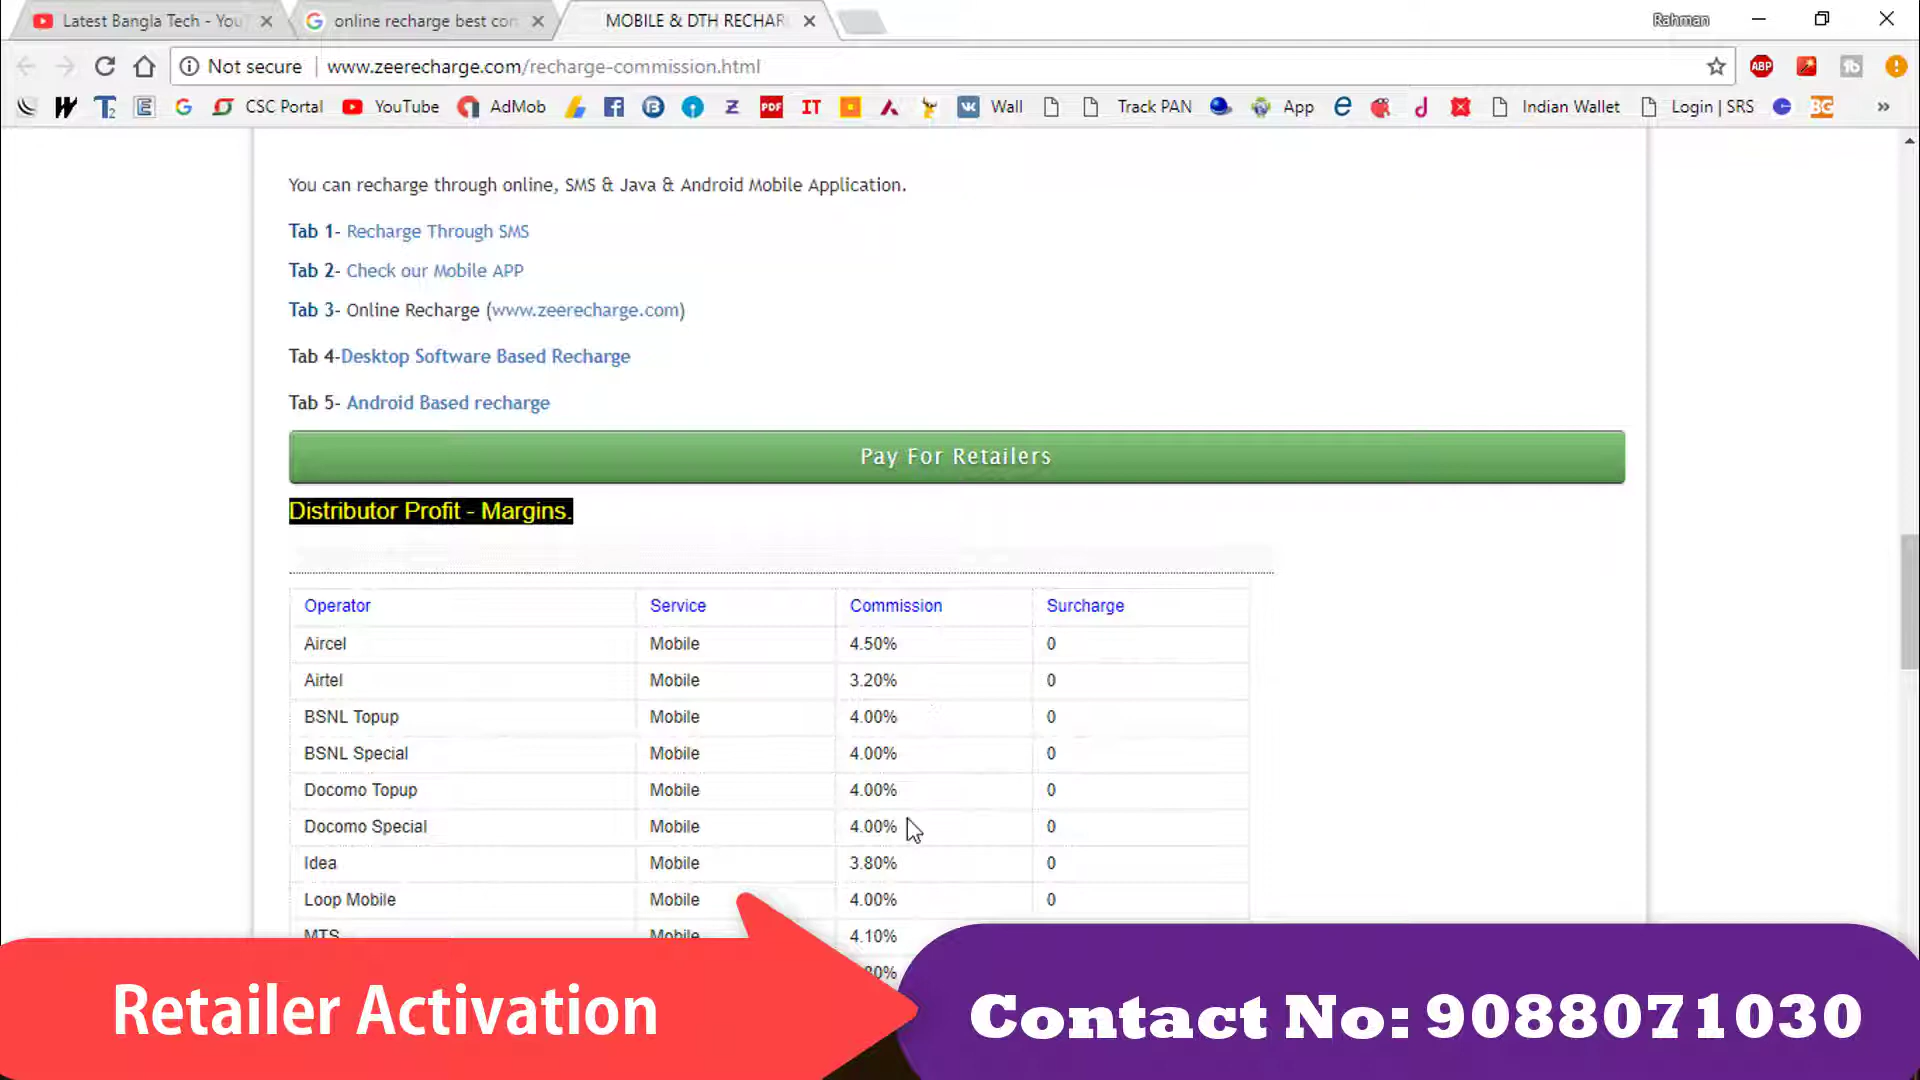 Latest Bangla Tech - You
online recharge best con
MOBILE & DTH RECHAR
Rahman
Not secure
www.zeerecharge.com/recharge-commission.html
ABP
CSC Portal
YouTube
AdMob
PDF
IT
Wall
Track PAN
App
Indian Wallet
Login | SRS
BG
»
You can recharge through online, SMS & Java & Android Mobile Application.
Tab 1- Recharge Through SMS
Tab 2- Check our Mobile APP
Tab 3- Online Recharge (www.zeerecharge.com)
Tab 4-Desktop Software Based Recharge
Tab 5- Android Based recharge
Pay For Retailers
Distributor Profit - Margins.
Operator Service Commission Surcharge
Aircel Mobile 4.50% 0
Airtel Mobile 3.20% 0
BSNL Topup Mobile 4.00% 0
BSNL Special Mobile 4.00% 0
Docomo Topup Mobile 4.00% 0
Docomo Special Mobile 4.00% 0
Idea Mobile 3.80% 0
Loop Mobile Mobile 4.00% 0
MTS Mobile 4.10%
Retailer Activation
Contact No: 9088071030